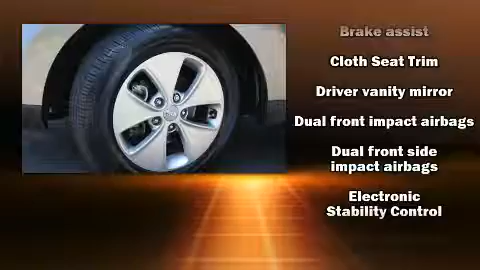 Brake assist
Cloth Seat Trim
Driver vanity mirror
Dual front impact airbags
Dual front side
impact airbags
Electronic
Stability Control